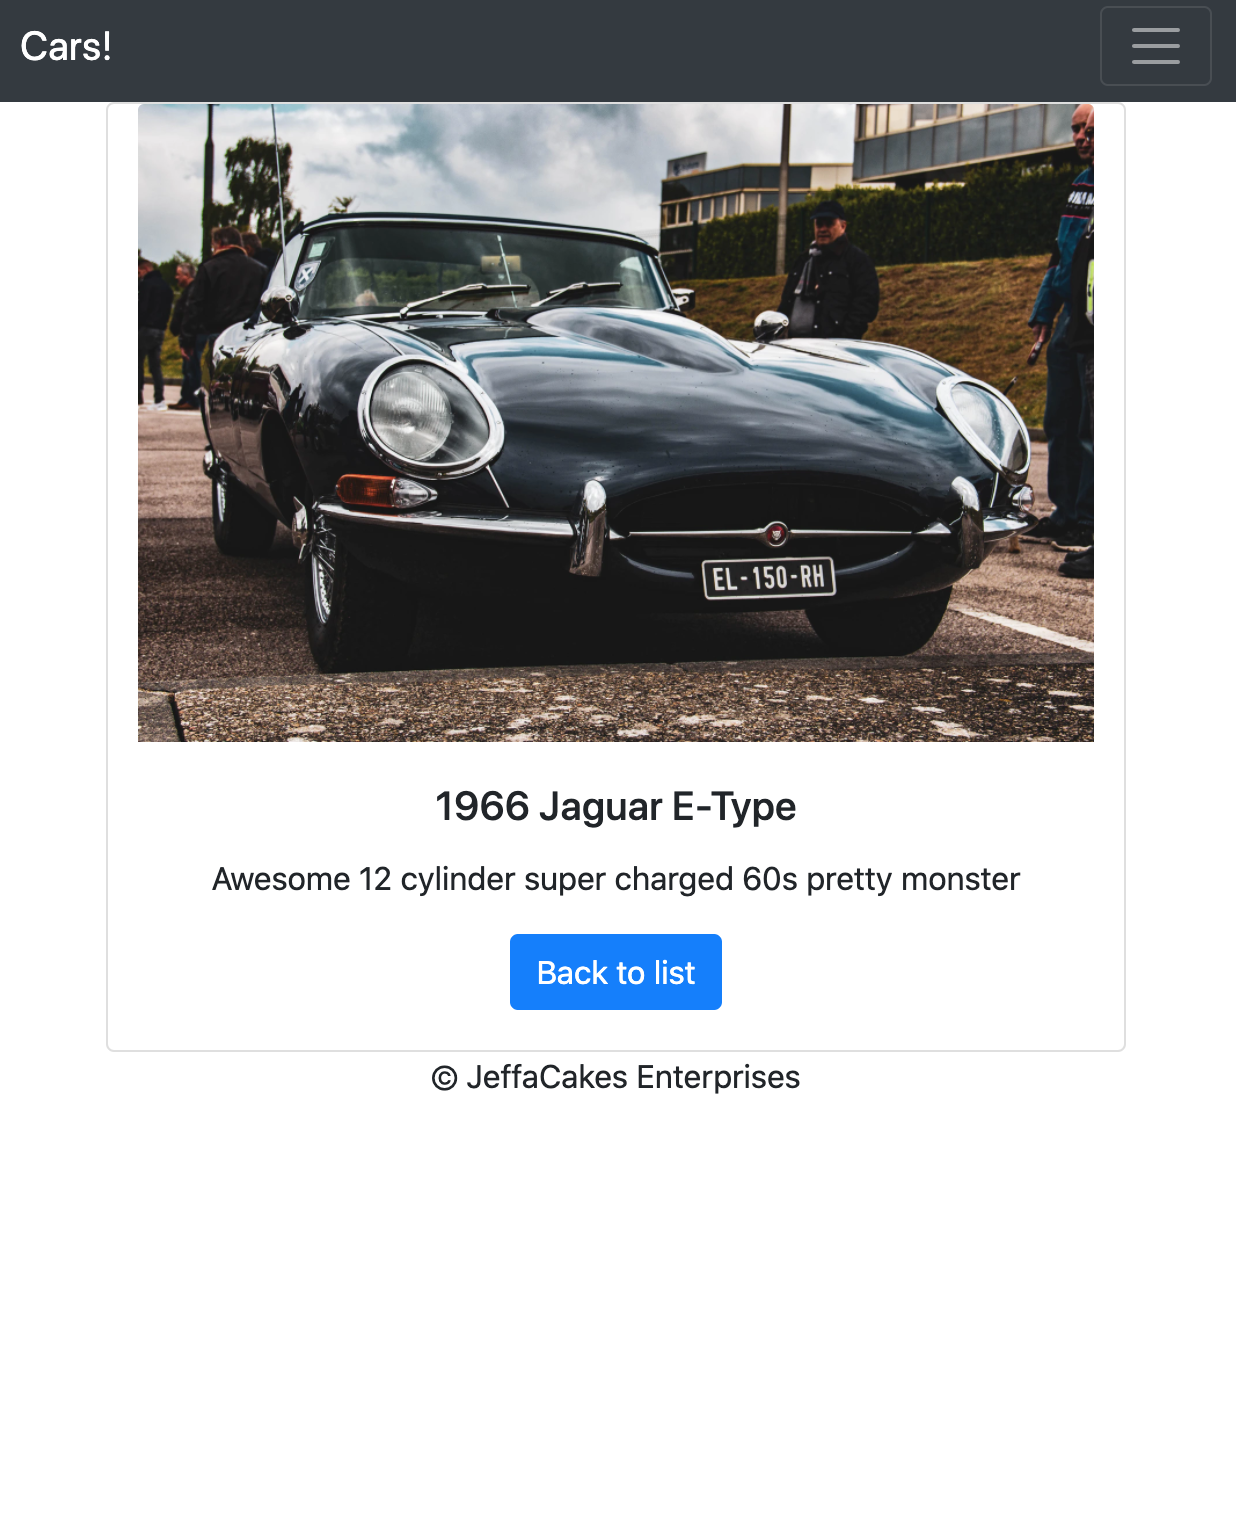 Cars!
EL-150-RH
1966 Jaguar E-Type
Awesome 12 cylinder super charged 60s pretty monster
Back to list
© JeffaCakes Enterprises